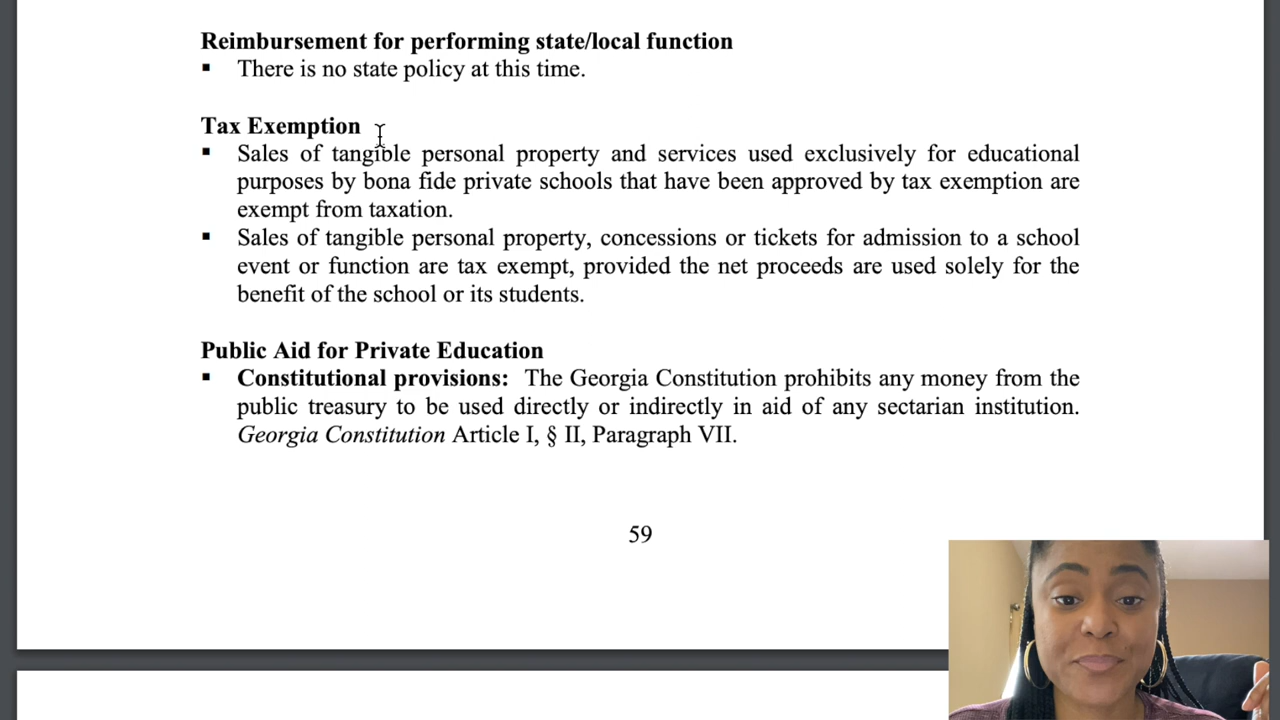 Reimbursement for performing state/local function
▪ There is no state policy at this time.
Tax Exemption
▪ Sales of tangible personal property and services used exclusively for educational
purposes by bona fide private schools that have been approved by tax exemption are
exempt from taxation.
▪ Sales of tangible personal property, concessions or tickets for admission to a school
event or function are tax exempt, provided the net proceeds are used solely for the
benefit of the school or its students.
Public Aid for Private Education
▪ Constitutional provisions: The Georgia Constitution prohibits any money from the
public treasury to be used directly or indirectly in aid of any sectarian institution.
Georgia Constitution Article I, § II, Paragraph VII.
59